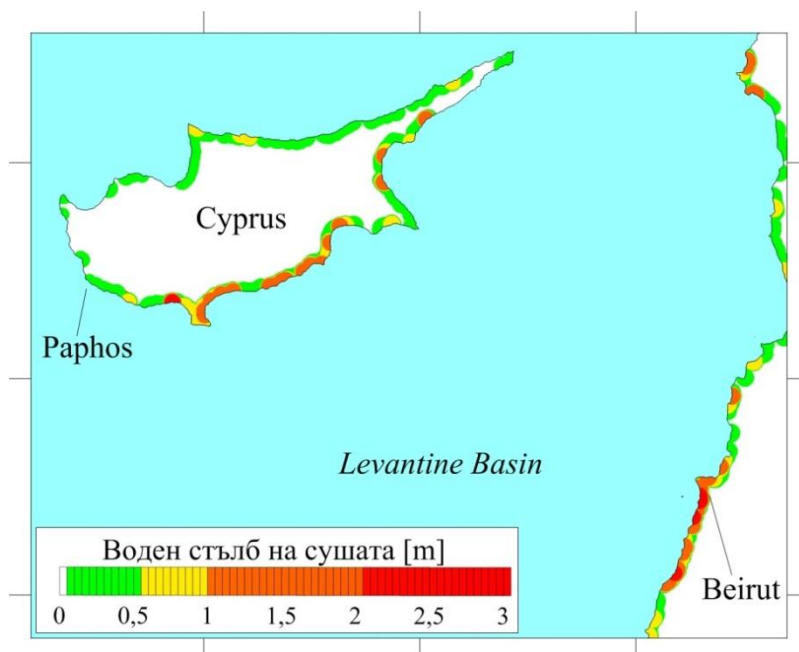 Cyprus
Paphos
Levantine Basin
Воден стълб на сушата [m]
0 0,5 1 1,5 2 2,5 3
Beirut